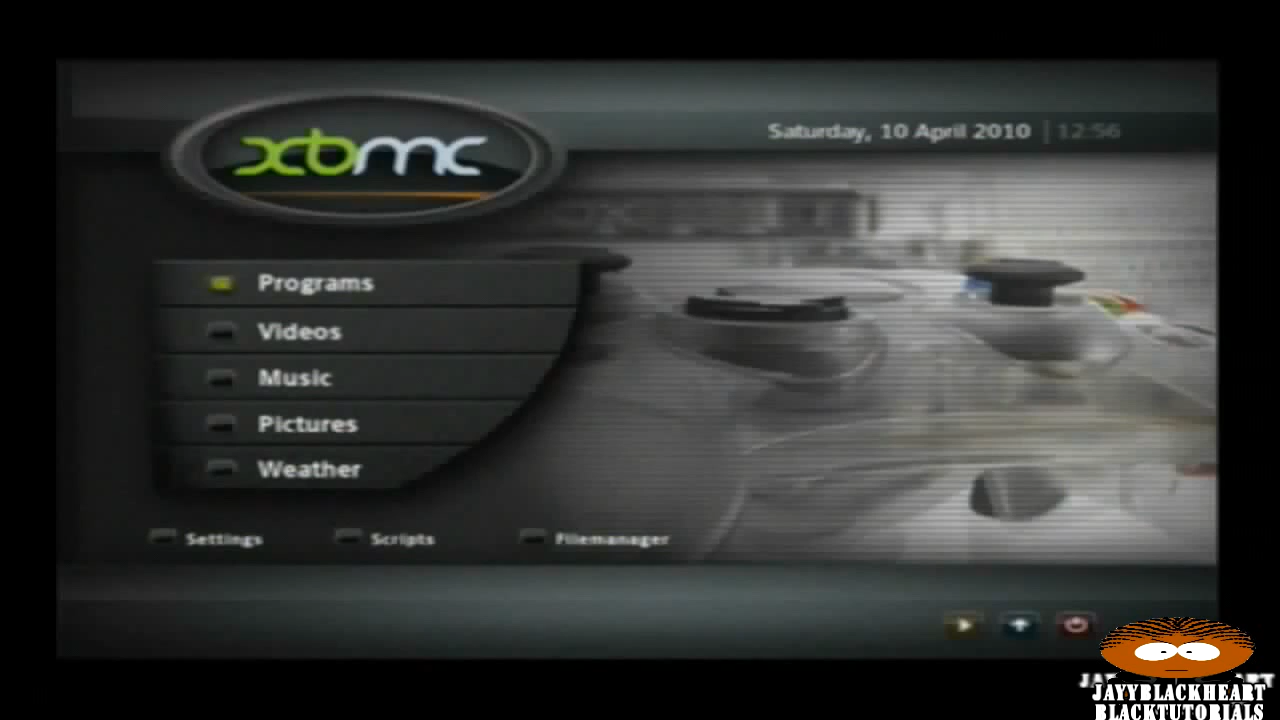 xbmc
Saturday, 10 April 2010 | 12:56
Programs
Videos
Music
Pictures
Weather
Settings
Scripts
Filemanager
JAYYBLACKHEART
BLACKTUTORIALS